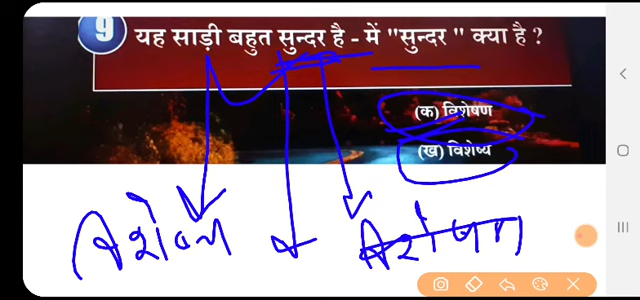 9 यह साड़ी बहुत सुन्दर है - में "सुन्दर " क्या है ?
(क) विशेषण
(ख) विशेष्य
विशेष्य विशेषण